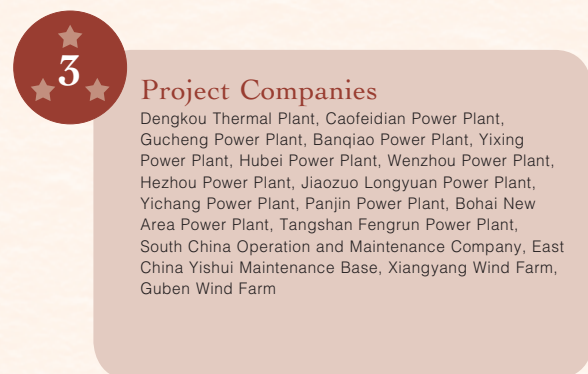 3
Project Companies
Dengkou Thermal Plant, Caofeidian Power Plant,
Gucheng Power Plant, Banqiao Power Plant, Yixing
Power Plant, Hubei Power Plant, Wenzhou Power Plant,
Hezhou Power Plant, Jiaozuo Longyuan Power Plant,
Yichang Power Plant, Panjin Power Plant, Bohai New
Area Power Plant, Tangshan Fengrun Power Plant,
South China Operation and Maintenance Company, East
China Yishui Maintenance Base, Xiangyang Wind Farm,
Guben Wind Farm